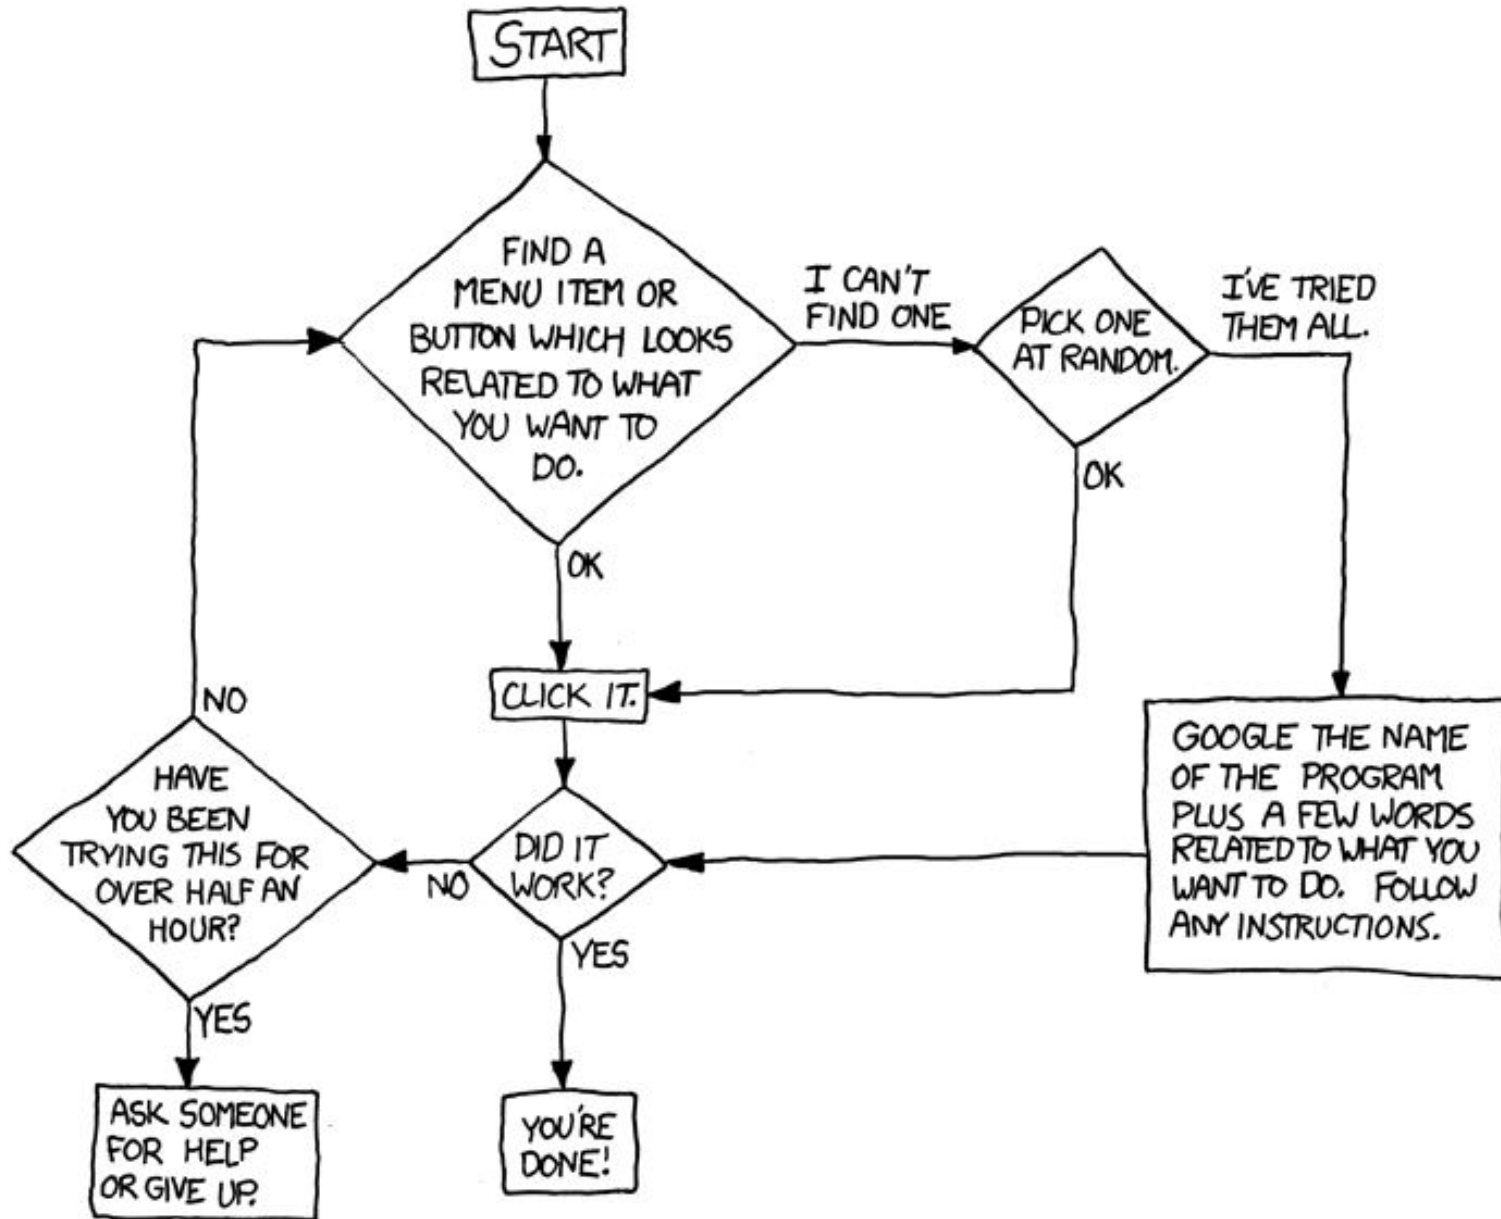 START
FIND A
MENU ITEM OR
BUTTON WHICH LOOKS
RELATED TO WHAT
YOU WANT TO
DO.
I CAN'T
FIND ONE
PICK ONE
AT RANDOM.
I'VE TRIED
THEM ALL.
OK
OK
CLICK IT.
NO
HAVE
YOU BEEN
TRYING THIS FOR
OVER HALF AN
HOUR?
NO
DID IT
WORK?
GOOGLE THE NAME
OF THE PROGRAM
PLUS A FEW WORDS
RELATED TO WHAT YOU
WANT TO DO. FOLLOW
ANY INSTRUCTIONS.
YES
YES
ASK SOMEONE
FOR HELP
OR GIVE UP.
YOU'RE
DONE!